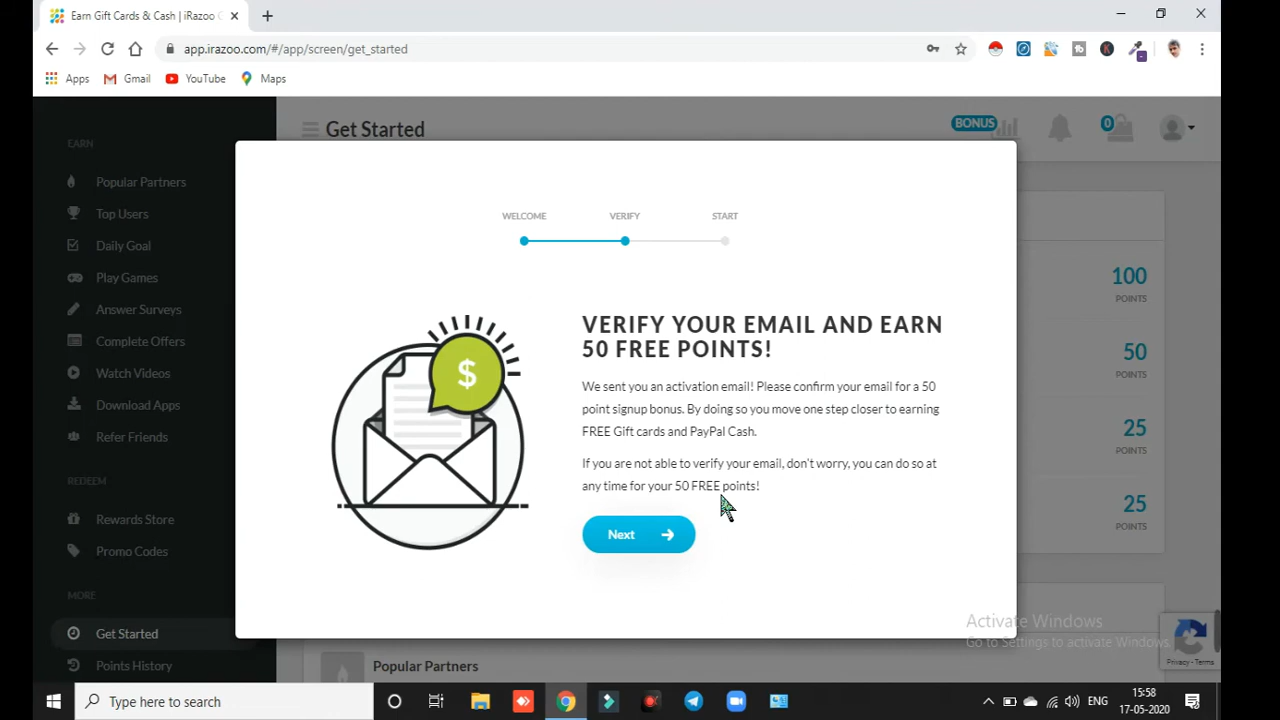 Earn Gift Cards & Cash | iRazoo
app.irazoo.com/#/app/screen/get_started
Apps
Gmail
YouTube
Maps
Get Started
BONUS
0
EARN
Popular Partners
Top Users
Daily Goal
Play Games
Answer Surveys
Complete Offers
Watch Videos
Download Apps
Refer Friends
REDEEM
Rewards Store
Promo Codes
MORE
Get Started
Points History
WELCOME
VERIFY
START
$
VERIFY YOUR EMAIL AND EARN
50 FREE POINTS!
We sent you an activation email! Please confirm your email for a 50
point signup bonus. By doing so you move one step closer to earning
FREE Gift cards and PayPal Cash.
If you are not able to verify your email, don't worry, you can do so at
any time for your 50 FREE points!
Next
100
POINTS
50
POINTS
25
POINTS
25
POINTS
Popular Partners
Activate Windows
Go to Settings to activate Windows.
Privacy - Terms
Type here to search
ENG
15:58
17-05-2020